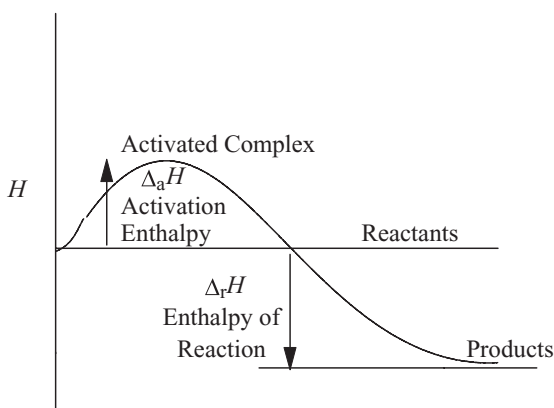 Activated Complex
H
ΔₐH
Activation
Enthalpy
Reactants
ΔᵣH
Enthalpy of
Reaction
Products